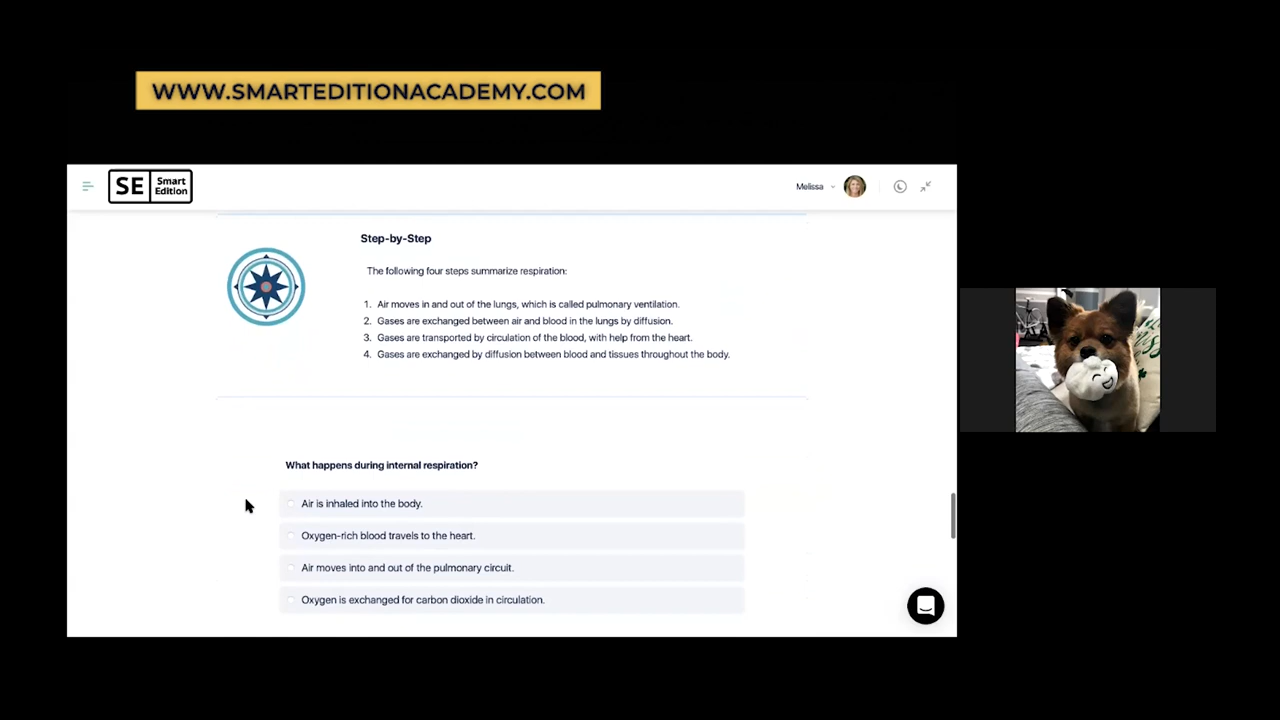 WWW.SMARTEDITIONACADEMY.COM
SE Smart Edition
Melissa
Step-by-Step
The following four steps summarize respiration:
1. Air moves in and out of the lungs, which is called pulmonary ventilation.
2. Gases are exchanged between air and blood in the lungs by diffusion.
3. Gases are transported by circulation of the blood, with help from the heart.
4. Gases are exchanged by diffusion between blood and tissues throughout the body.
What happens during internal respiration?
Air is inhaled into the body.
Oxygen-rich blood travels to the heart.
Air moves into and out of the pulmonary circuit.
Oxygen is exchanged for carbon dioxide in circulation.